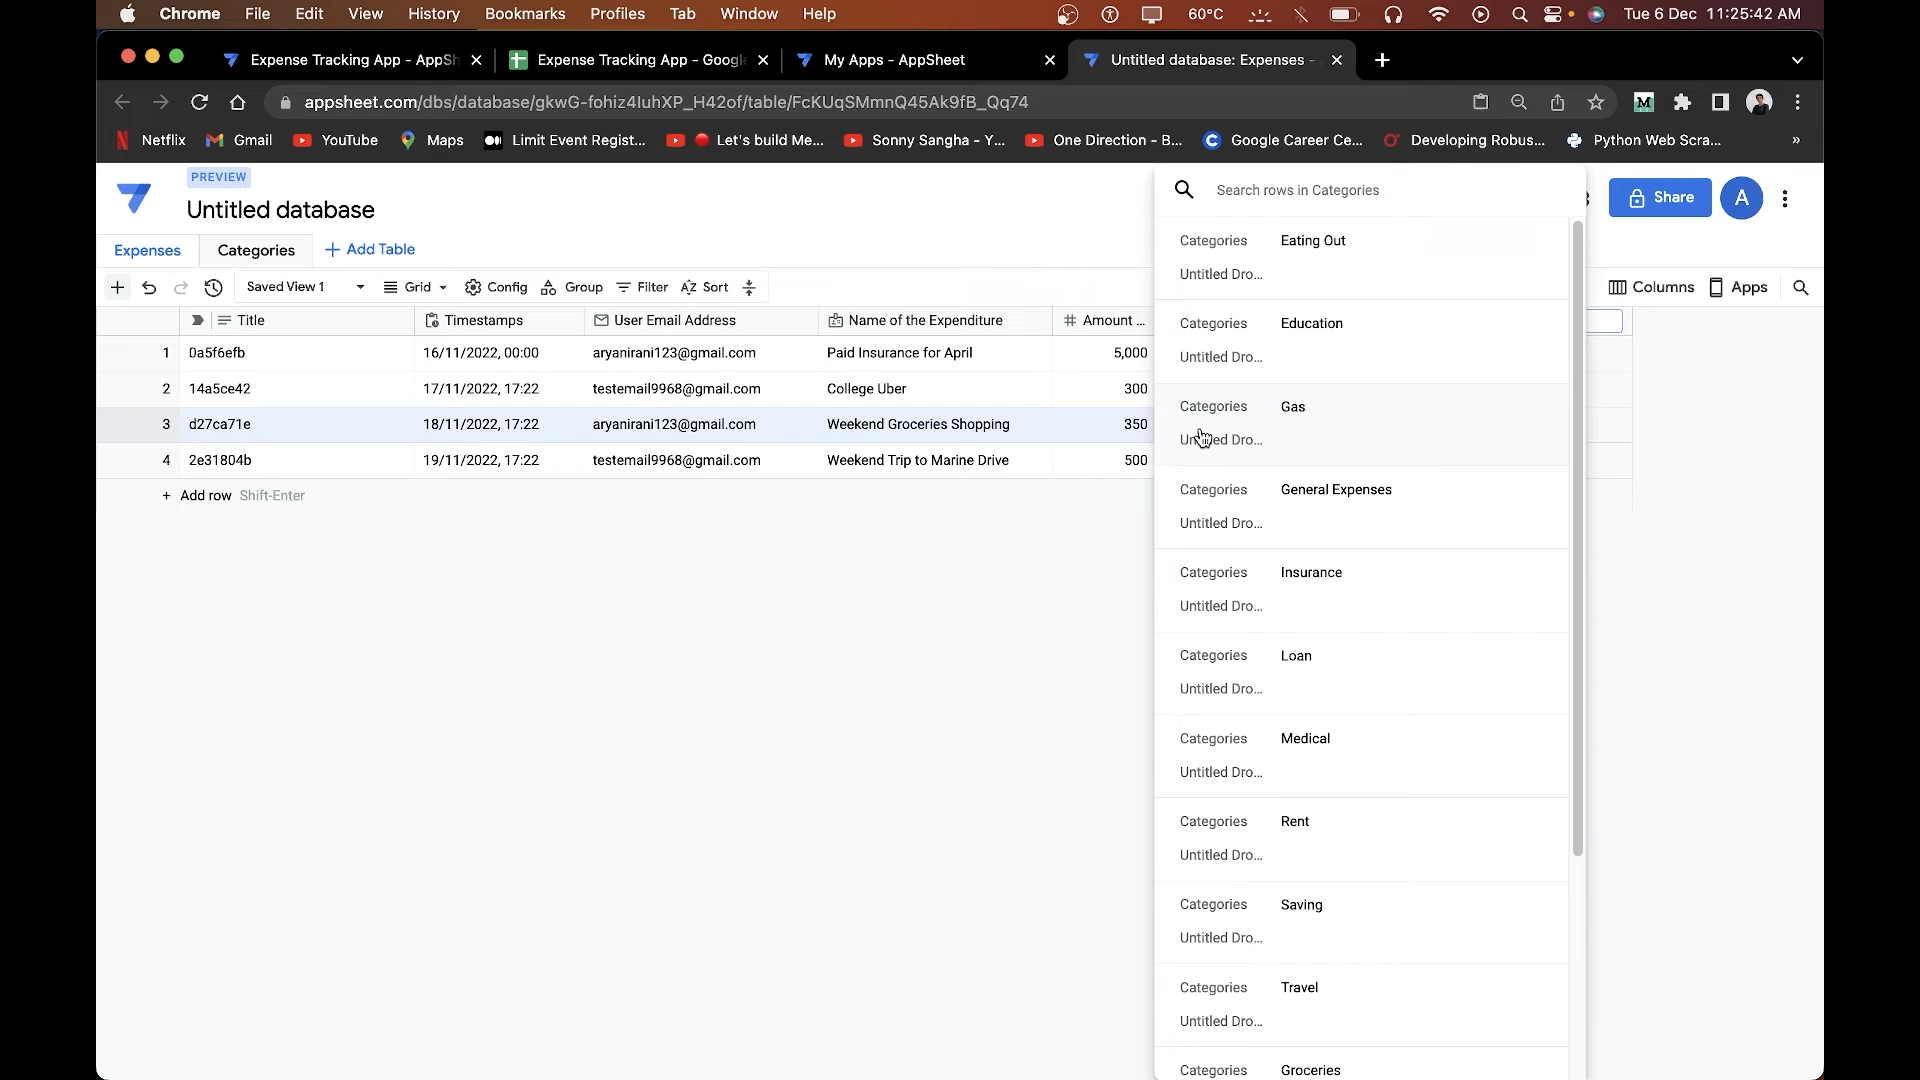 Chrome File Edit View History Bookmarks Profiles Tab Window Help 60°C Tue 6 Dec 11:25:42 AM
Expense Tracking App - AppSh Expense Tracking App - Google My Apps - AppSheet Untitled database: Expenses -
appsheet.com/dbs/database/gkwG-fohiz4IuhXP_H42of/table/FcKUqSMmnQ45Ak9fB_Qq74
Netflix Gmail YouTube Maps Limit Event Regist... Let's build Me... Sonny Sangha - Y... One Direction - B... Google Career Ce... Developing Robus... Python Web Scra... »
PREVIEW
Untitled database
Search rows in Categories
Share A
Expenses Categories + Add Table
Saved View 1 Grid Config Group Filter Sort Columns Apps
Title Timestamps User Email Address Name of the Expenditure # Amount ...
1 0a5f6efb 16/11/2022, 00:00 aryanirani123@gmail.com Paid Insurance for April 5,000
2 14a5ce42 17/11/2022, 17:22 testemail9968@gmail.com College Uber 300
3 d27ca71e 18/11/2022, 17:22 aryanirani123@gmail.com Weekend Groceries Shopping 350
4 2e31804b 19/11/2022, 17:22 testemail9968@gmail.com Weekend Trip to Marine Drive 500
+ Add row Shift-Enter
Categories Eating Out
Untitled Dro...
Categories Education
Untitled Dro...
Categories Gas
Untitled Dro...
Categories General Expenses
Untitled Dro...
Categories Insurance
Untitled Dro...
Categories Loan
Untitled Dro...
Categories Medical
Untitled Dro...
Categories Rent
Untitled Dro...
Categories Saving
Untitled Dro...
Categories Travel
Untitled Dro...
Categories Groceries